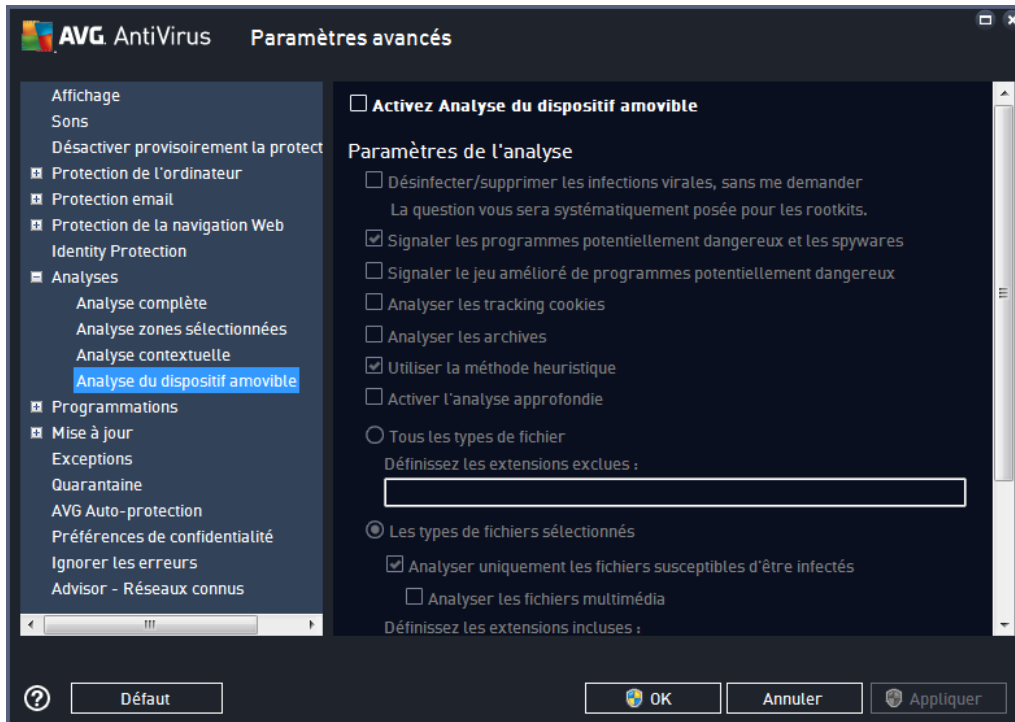 AVG. AntiVirus Paramètres avancés
Affichage
Sons
Désactiver provisoirement la protect
Protection de l'ordinateur
Protection email
Protection de la navigation Web
Identity Protection
Analyses
Analyse complète
Analyse zones sélectionnées
Analyse contextuelle
Analyse du dispositif amovible
Programmations
Mise à jour
Exceptions
Quarantaine
AVG Auto-protection
Préférences de confidentialité
Ignorer les erreurs
Advisor - Réseaux connus
Activez Analyse du dispositif amovible
Paramètres de l'analyse
Désinfecter/supprimer les infections virales, sans me demander
La question vous sera systématiquement posée pour les rootkits.
Signaler les programmes potentiellement dangereux et les spywares
Signaler le jeu amélioré de programmes potentiellement dangereux
Analyser les tracking cookies
Analyser les archives
Utiliser la méthode heuristique
Activer l'analyse approfondie
Tous les types de fichier
Définissez les extensions exclues :
Les types de fichiers sélectionnés
Analyser uniquement les fichiers susceptibles d'être infectés
Analyser les fichiers multimédia
Définissez les extensions incluses :
? Défaut OK Annuler Appliquer